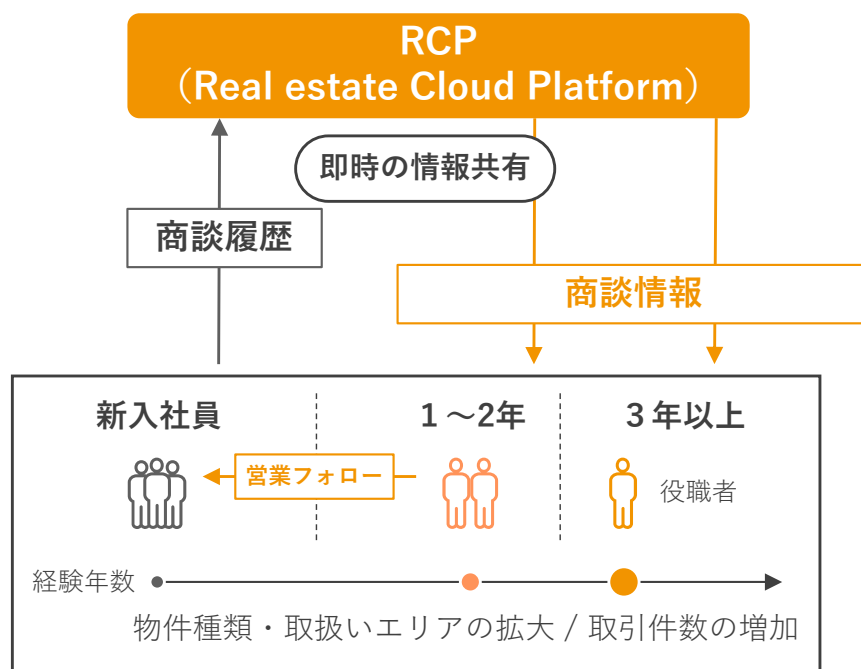 RCP
（Real estate Cloud Platform）
即時の情報共有
商談履歴
商談情報
新入社員
1～2年
3年以上
営業フォロー
役職者
経験年数
物件種類・取扱いエリアの拡大 / 取引件数の増加